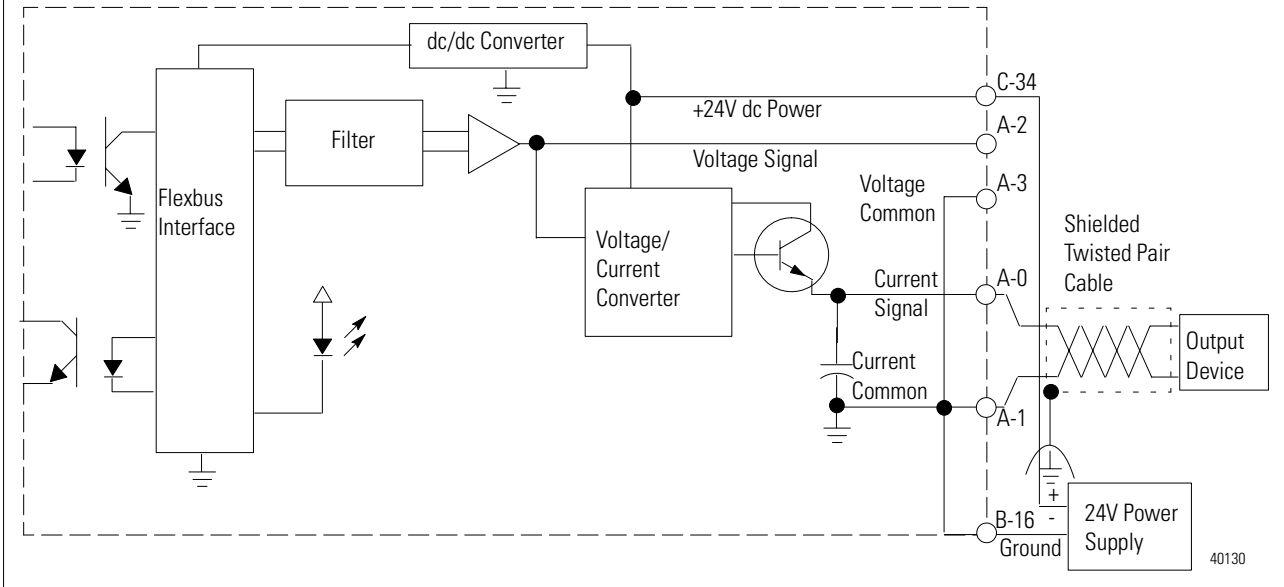 dc/dc Converter
C-34
+24V dc Power
A-2
Filter
Voltage Signal
Voltage
Common
A-3
Flexbus
Interface
Shielded
Twisted Pair
Cable
Voltage/
Current
Converter
Current
Signal
A-0
Output
Device
Current
Common
A-1
+
-
24V Power
Supply
B-16
Ground
40130